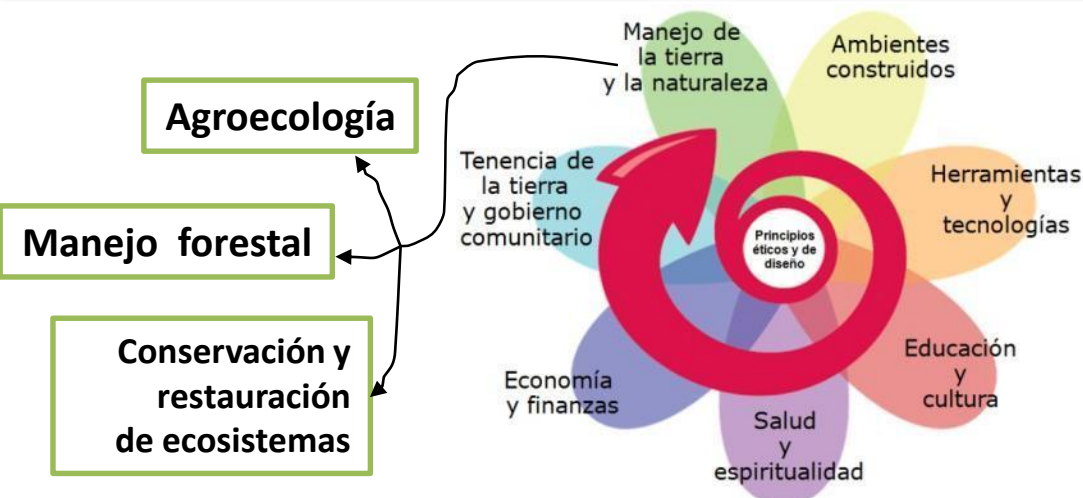 Agroecología
Manejo forestal
Conservación y
restauración
de ecosistemas
Manejo de
la tierra
y la naturaleza
Ambientes
construidos
Herramientas
y
tecnologías
Educación
y
cultura
Salud
y
espiritualidad
Economía
y finanzas
Tenencia de
la tierra
y gobierno
comunitario
Principios
éticos y de
diseño